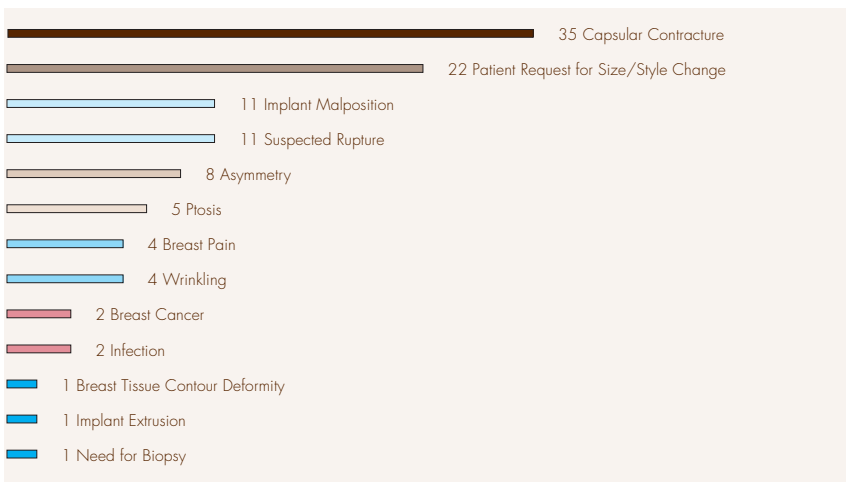 35 Capsular Contracture
22 Patient Request for Size/Style Change
11 Implant Malposition
11 Suspected Rupture
8 Asymmetry
5 Ptosis
4 Breast Pain
4 Wrinkling
2 Breast Cancer
2 Infection
1 Breast Tissue Contour Deformity
1 Implant Extrusion
1 Need for Biopsy